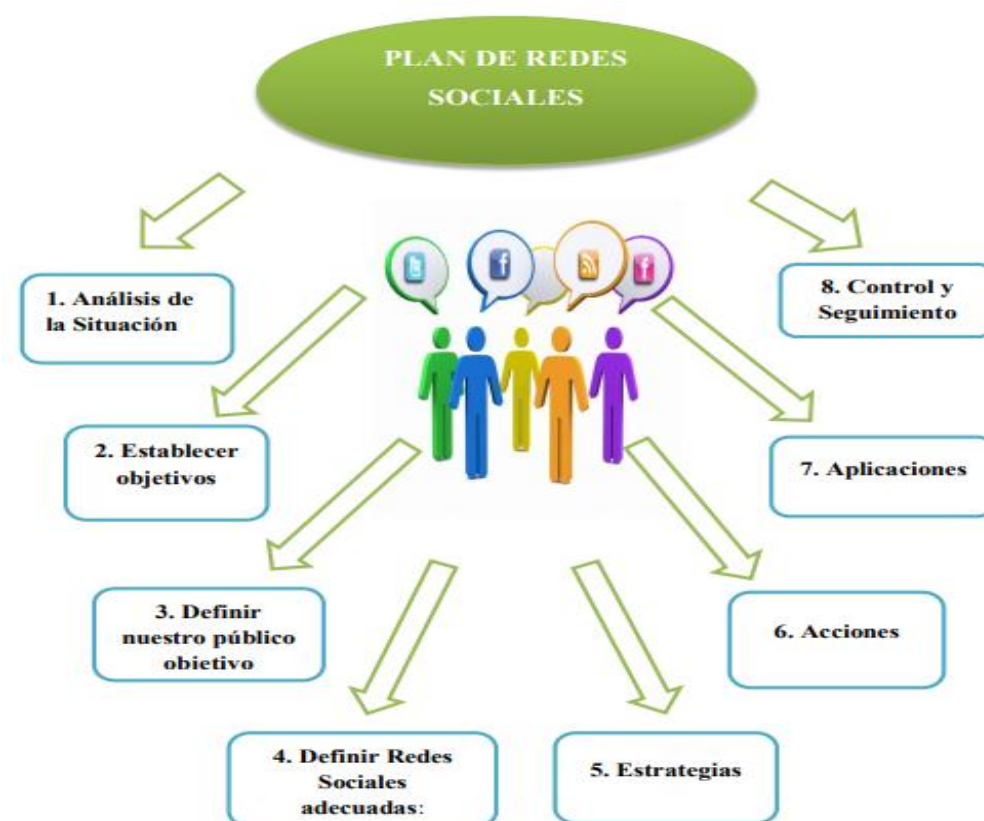 PLAN DE REDES
SOCIALES
1. Análisis de
la Situación
2. Establecer
objetivos
3. Definir
nuestro público
obietivo
4. Definir Redes
Sociales
adecuadas:
5. Estrategias
6. Acciones
7. Aplicaciones
8. Control y
Seguimiento